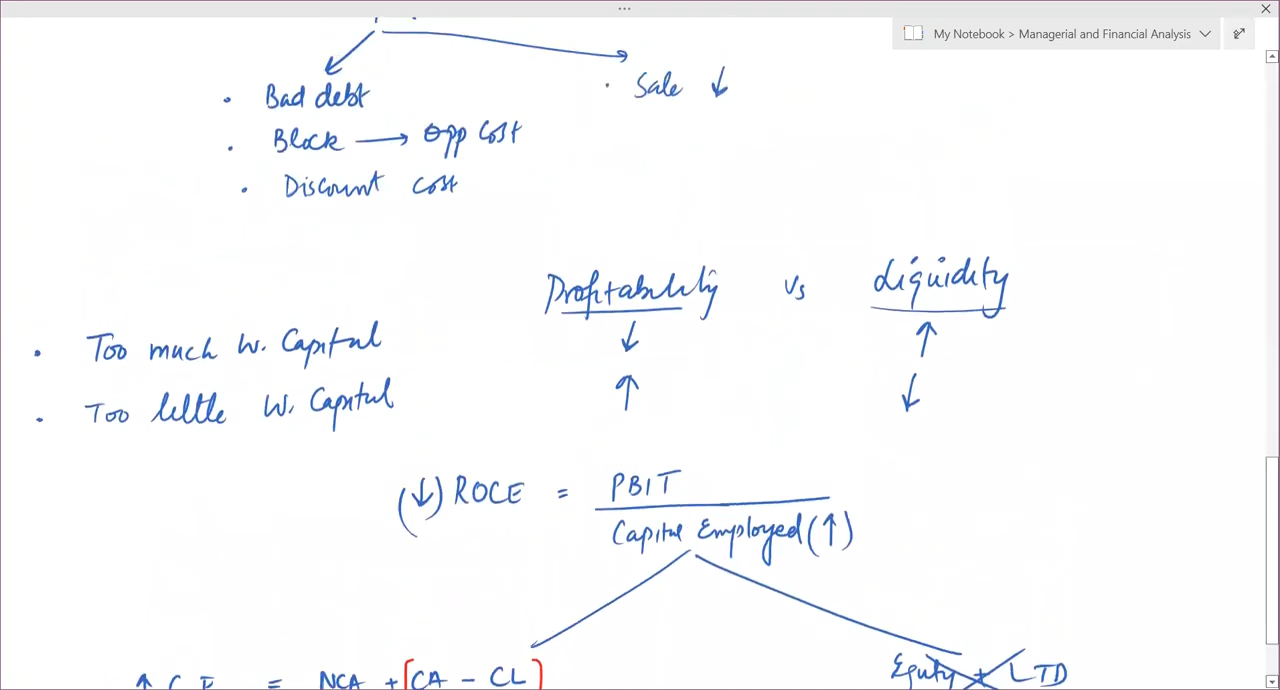 My Notebook > Managerial and Financial Analysis
• Bad debt
• Sale ↓
• Block → Opp Cost
• Discount Cost
Profitability vs Liquidity
• Too much W. Capital ↓ ↑
• Too little W. Capital ↑ ↓
(↓) ROCE = PBIT
Capital Employed (↑)
↑ C E = NCA + [CA - CL]
Equity + LTD